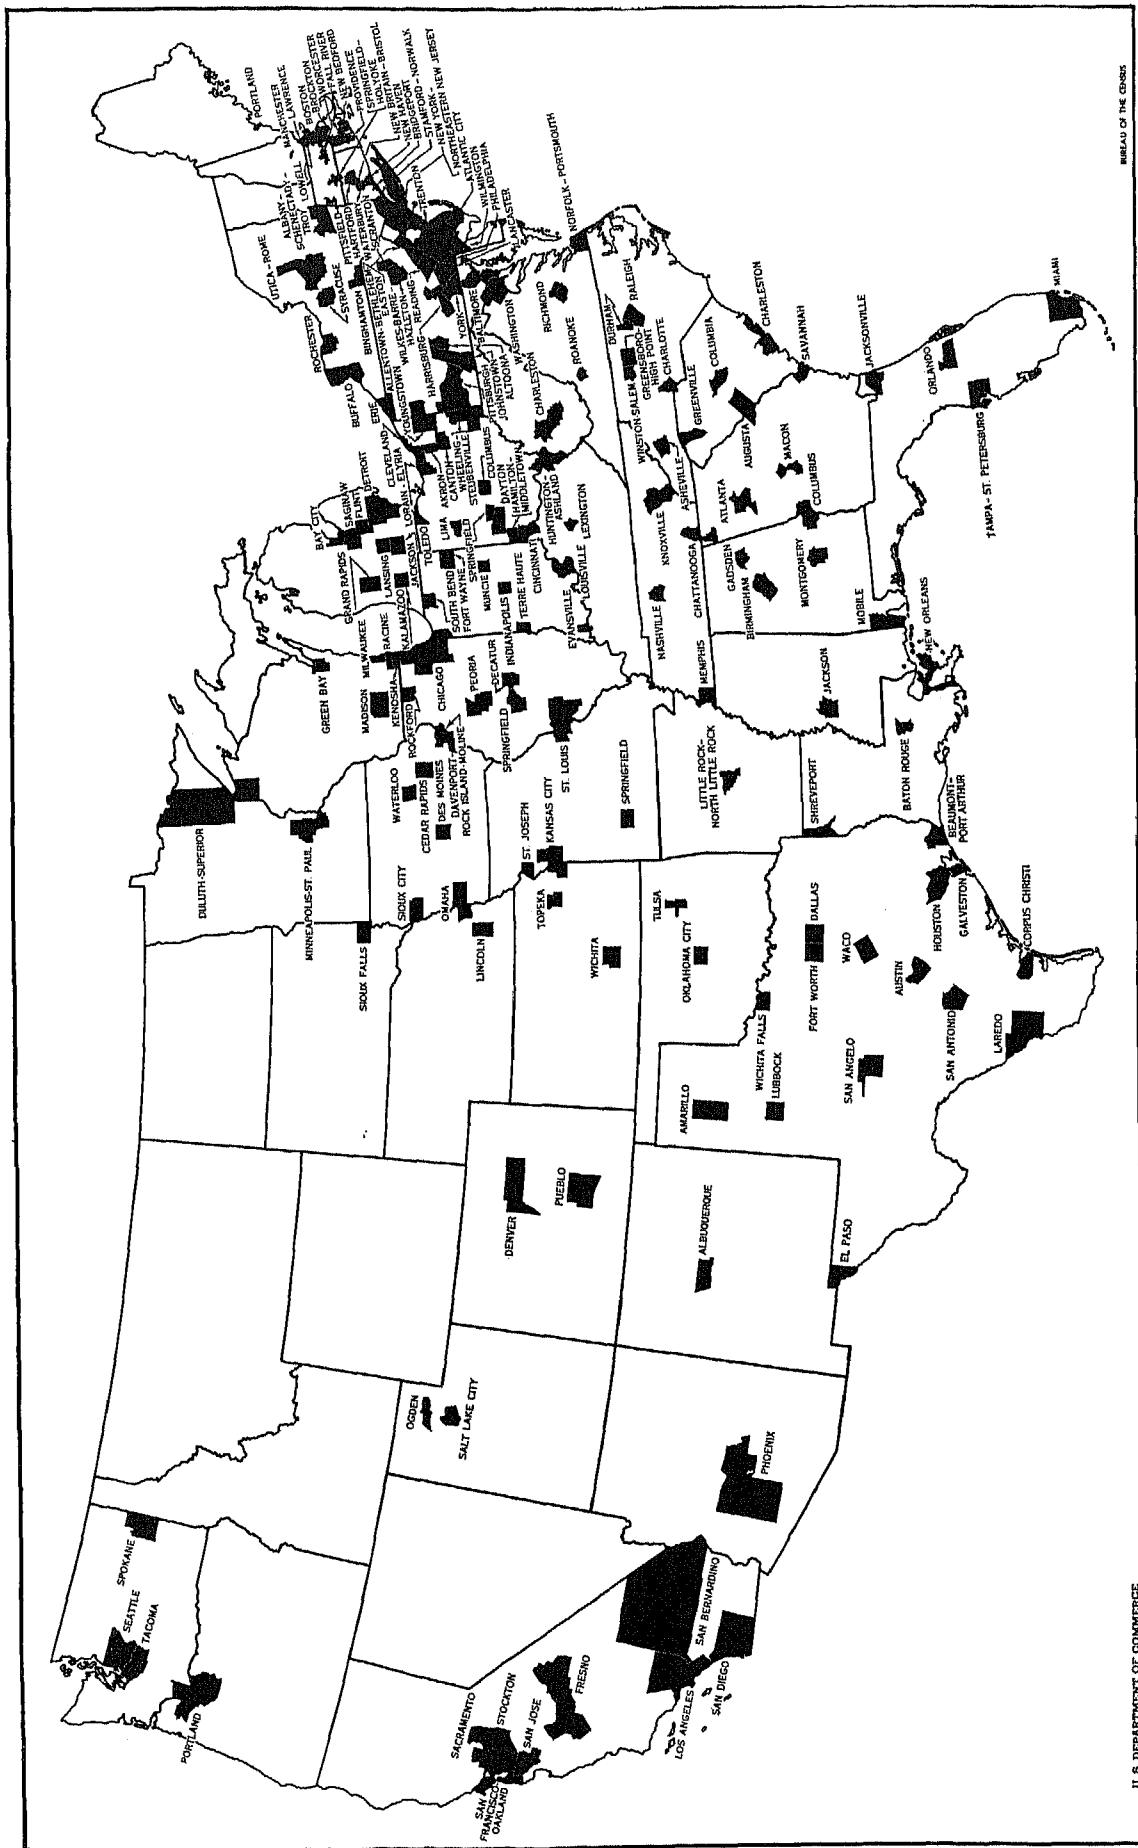 SEATTLE
TACOMA
SPOKANE
PORTLAND
SACRAMENTO
STOCKTON
SAN
FRANCISCO-
OAKLAND
SAN JOSE
FRESNO
LOS ANGELES
SAN BERNARDINO
SAN DIEGO
OGDEN
SALT LAKE CITY
PHOENIX
DENVER
PUEBLO
ALBUQUERQUE
EL PASO
AMARILLO
LUBBOCK
WICHITA FALLS
SAN ANGELO
FORT WORTH
DALLAS
WACO
AUSTIN
SAN ANTONIO
LAREDO
CORPUS CHRISTI
HOUSTON
GALVESTON
BEAUMONT-
PORT ARTHUR
OKLAHOMA CITY
TULSA
WICHITA
TOPEKA
LINCOLN
OMAHA
SIOUX CITY
SIOUX FALLS
MINNEAPOLIS-ST. PAUL
DULUTH-SUPERIOR
WATERLOO
CEDAR RAPIDS
DES MOINES
DAVENPORT-
ROCK ISLAND-MOLINE
ST. JOSEPH
KANSAS CITY
ST. LOUIS
SPRINGFIELD
SPRINGFIELD
LITTLE ROCK-
NORTH LITTLE ROCK
SHREVEPORT
BATON ROUGE
NEW ORLEANS
JACKSON
MEMPHIS
MOBILE
GREEN BAY
MADISON
MILWAUKEE
RACINE
KENOSHA
ROCKFORD
CHICAGO
PEORIA
DECATUR
GRAND RAPIDS
KALAMAZOO
LANSING
JACKSON
BAY CITY
SAGINAW
FLINT
DETROIT
SOUTH BEND
FORT WAYNE
MUNCIE
INDIANAPOLIS
TERRE HAUTE
EVANSVILLE
LOUISVILLE
LEXINGTON
CINCINNATI
TOLEDO
LIMA
SPRINGFIELD
DAYTON
HAMILTON-
MIDDLETOWN
COLUMBUS
LORAIN-ELYRIA
CLEVELAND
AKRON
CANTON
WHEELING-
STEUBENVILLE
YOUNGSTOWN
HUNTINGTON-
ASHLAND
CHARLESTON
NASHVILLE
KNOXVILLE
CHATTANOOGA
GADSDEN
BIRMINGHAM
MONTGOMERY
ATLANTA
COLUMBUS
MACON
AUGUSTA
SAVANNAH
ASHEVILLE
GREENVILLE
COLUMBIA
CHARLESTON
CHARLOTTE
WINSTON-SALEM
GREENSBORO-
HIGH POINT
DURHAM
RALEIGH
ROANOKE
RICHMOND
NORFOLK-PORTSMOUTH
JACKSONVILLE
ORLANDO
TAMPA-ST. PETERSBURG
MIAMI
ERIE
PITTSBURGH
JOHNSTOWN
ALTOONA
WASHINGTON
BALTIMORE
YORK
HARRISBURG
READING
LANCASTER
PHILADELPHIA
WILMINGTON
ATLANTIC CITY
TRENTON
ALLENTOWN-BETHLEHEM-
EASTON
WILKES-BARRE-
HAZLETON
SCRANTON
BINGHAMTON
BUFFALO
ROCHESTER
SYRACUSE
UTICA-ROME
ALBANY-
SCHENECTADY-
TROY
PITTSFIELD
HARTFORD
WATERBURY
LOWELL
LAWRENCE
MANCHESTER
PORTLAND
BOSTON
BROCKTON
WORCESTER
FALL RIVER
NEW BEDFORD
PROVIDENCE
SPRINGFIELD-
HOLYOKE
NEW BRITAIN-BRISTOL
NEW HAVEN
BRIDGEPORT
STAMFORD-NORWALK
NEW YORK-
NORTHEASTERN NEW JERSEY
U. S. DEPARTMENT OF COMMERCE
BUREAU OF THE CENSUS